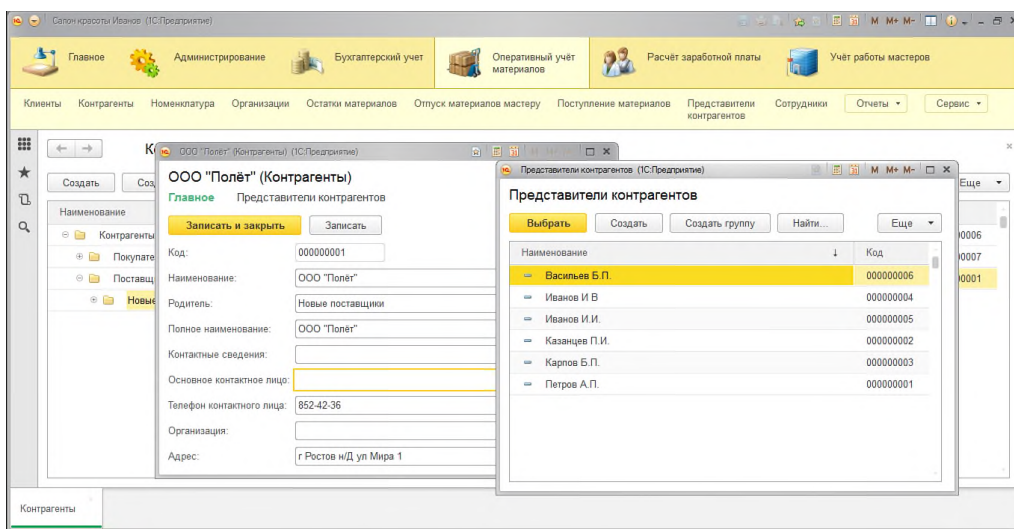 Салон красоты Иванов (1С:Предприятие)
M M+ M-
Главное
Администрирование
Бухгалтерский учет
Оперативный учёт
материалов
Расчёт заработной платы
Учёт работы мастеров
Клиенты Контрагенты Номенклатура Организации Остатки материалов Отпуск материалов мастеру Поступление материалов Представители
контрагентов Сотрудники Отчеты Сервис
Создать
Еще
Наименование
Контрагенты
Покупате
Поставщ
Новые
0006
0007
0001
ООО "Полёт" (Контрагенты) (1С:Предприятие)
ООО "Полёт" (Контрагенты)
Главное Представители контрагентов
Записать и закрыть Записать
Код: 000000001
Наименование: ООО "Полёт"
Родитель: Новые поставщики
Полное наименование: ООО "Полёт"
Контактные сведения:
Основное контактное лицо:
Телефон контактного лица: 852-42-36
Организация:
Адрес: г Ростов н/Д ул Мира 1
Представители контрагентов (1С:Предприятие)
M M+ M-
Представители контрагентов
Выбрать Создать Создать группу Найти... Еще
Наименование ↓ Код
Васильев Б.П. 000000006
Иванов И В 000000004
Иванов И.И. 000000005
Казанцев П.И. 000000002
Карпов Б.П. 000000003
Петров А.П. 000000001
Контрагенты